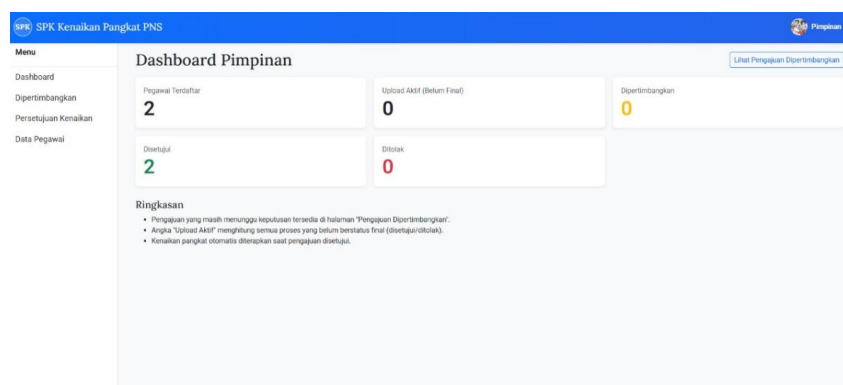 SPK SPK Kenaikan Pangkat PNS
Pimpinan
Menu
Dashboard
Dipertimbangkan
Persetujuan Kenaikan
Data Pegawai
Dashboard Pimpinan
Lihat Pengajuan Dipertimbangkan
Pegawai Terdaftar
2
Upload Aktif (Belum Final)
0
Dipertimbangkan
0
Disetujui
2
Ditolak
0
Ringkasan
• Pengajuan yang masih menunggu keputusan tersedia di halaman "Pengajuan Dipertimbangkan".
• Angka "Upload Aktif" menghitung semua proses yang belum berstatus final (disetujui/ditolak).
• Kenaikan pangkat otomatis diterapkan saat pengajuan disetujui.